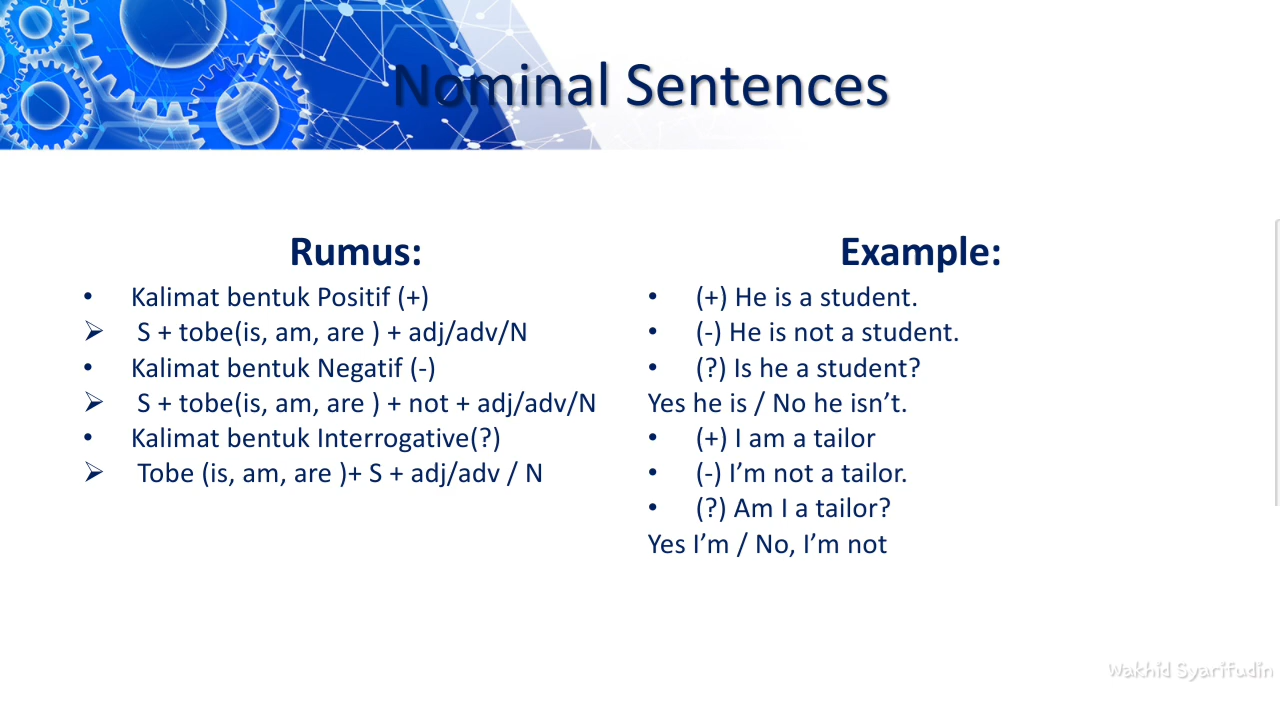 Nominal Sentences
Rumus:
• Kalimat bentuk Positif (+)
➢ S + tobe(is, am, are ) + adj/adv/N
• Kalimat bentuk Negatif (-)
➢ S + tobe(is, am, are ) + not + adj/adv/N
• Kalimat bentuk Interrogative(?)
➢ Tobe (is, am, are )+ S + adj/adv / N
Example:
• (+) He is a student.
• (-) He is not a student.
• (?) Is he a student?
Yes he is / No he isn’t.
• (+) I am a tailor
• (-) I’m not a tailor.
• (?) Am I a tailor?
Yes I’m / No, I’m not
Wakhid Syarifudin